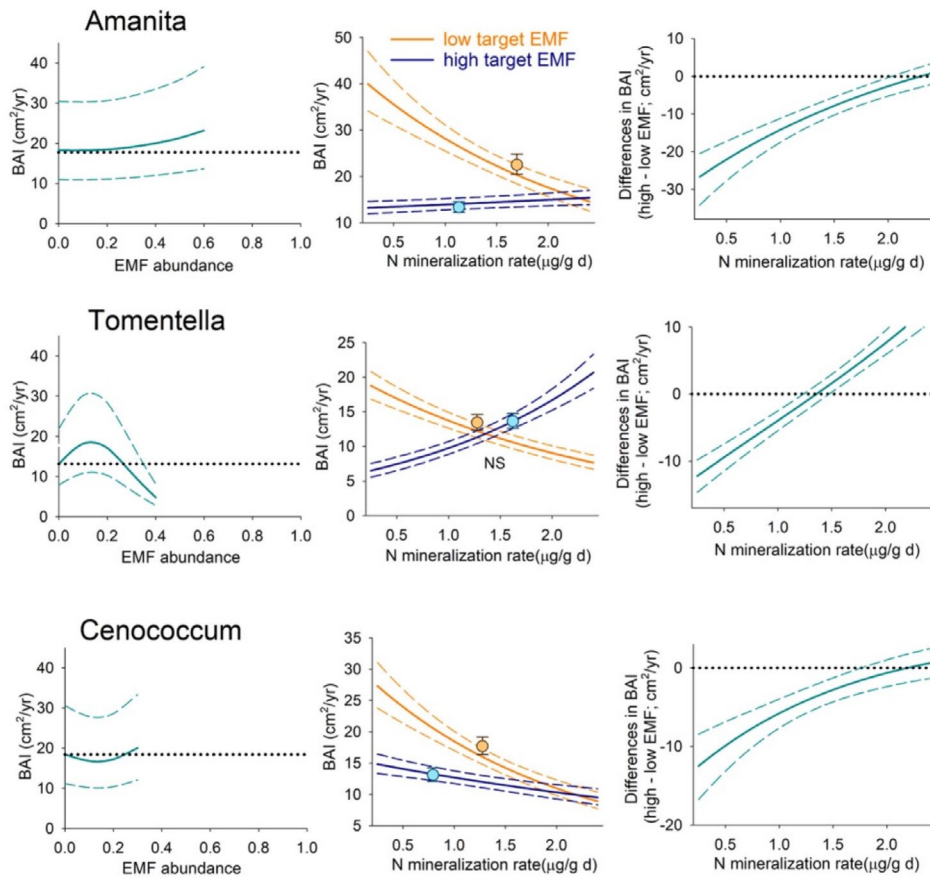 Amanita
BAI (cm²/yr)
40
30
20
10
0
0.0 0.2 0.4 0.6 0.8 1.0
EMF abundance
low target EMF
high target EMF
BAI (cm²/yr)
50
40
30
20
10
0.5 1.0 1.5 2.0
N mineralization rate(µg/g d)
Differences in BAI
(high - low EMF; cm²/yr)
0
-10
-20
-30
0.5 1.0 1.5 2.0
N mineralization rate(µg/g d)
Tomentella
BAI (cm²/yr)
40
30
20
10
0
0.0 0.2 0.4 0.6 0.8 1.0
EMF abundance
BAI (cm²/yr)
25
20
15
10
5
0
NS
0.5 1.0 1.5 2.0
N mineralization rate(µg/g d)
Differences in BAI
(high - low EMF; cm²/yr)
10
0
-10
0.5 1.0 1.5 2.0
N mineralization rate(µg/g d)
Cenococcum
BAI (cm²/yr)
40
30
20
10
0
0.0 0.2 0.4 0.6 0.8 1.0
EMF abundance
BAI (cm²/yr)
35
30
25
20
15
10
5
0.5 1.0 1.5 2.0
N mineralization rate(µg/g d)
Differences in BAI
(high - low EMF; cm²/yr)
0
-10
-20
0.5 1.0 1.5 2.0
N mineralization rate(µg/g d)